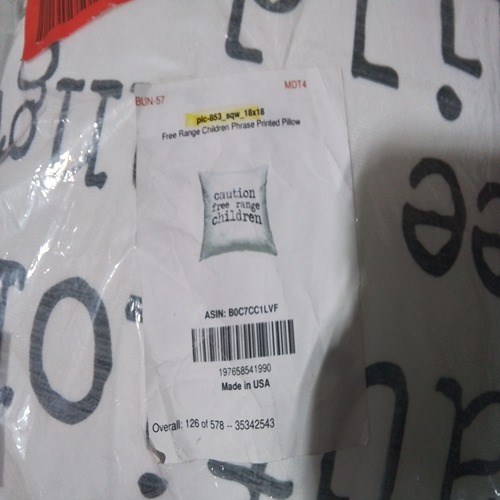 BUN-57
MDT4
pic-853_sqw_18x18
Free Range Children Phrase Printed Pillow
caution
free range
children
ASIN: B0C7CC1LVF
197658541990
Made in USA
Overall: 126 of 578 -- 35342543